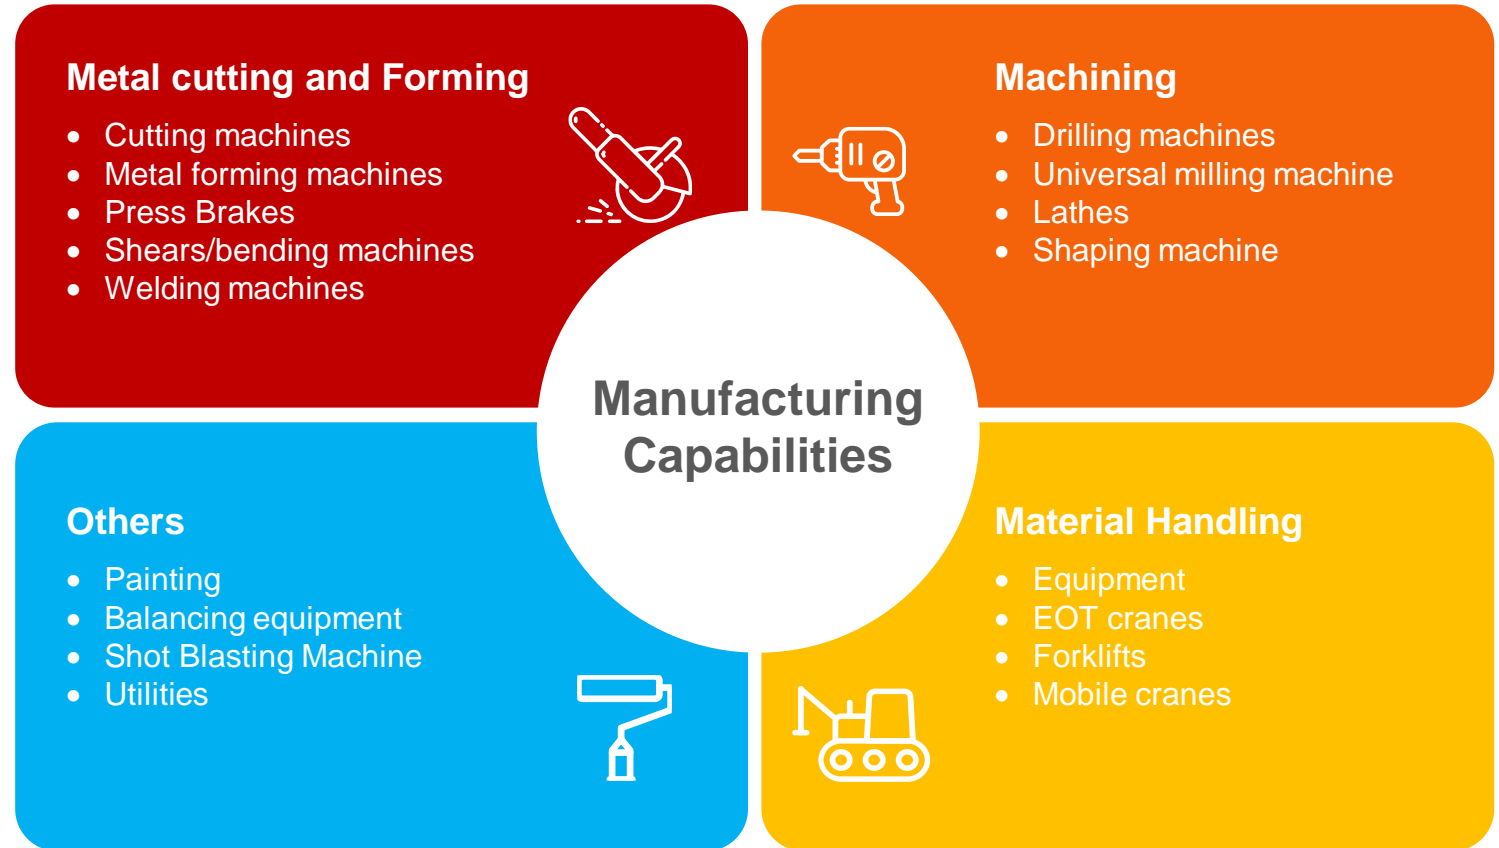 Metal cutting and Forming
• Cutting machines
• Metal forming machines
• Press Brakes
• Shears/bending machines
• Welding machines
Machining
• Drilling machines
• Universal milling machine
• Lathes
• Shaping machine
Manufacturing
Capabilities
Others
• Painting
• Balancing equipment
• Shot Blasting Machine
• Utilities
Material Handling
• Equipment
• EOT cranes
• Forklifts
• Mobile cranes